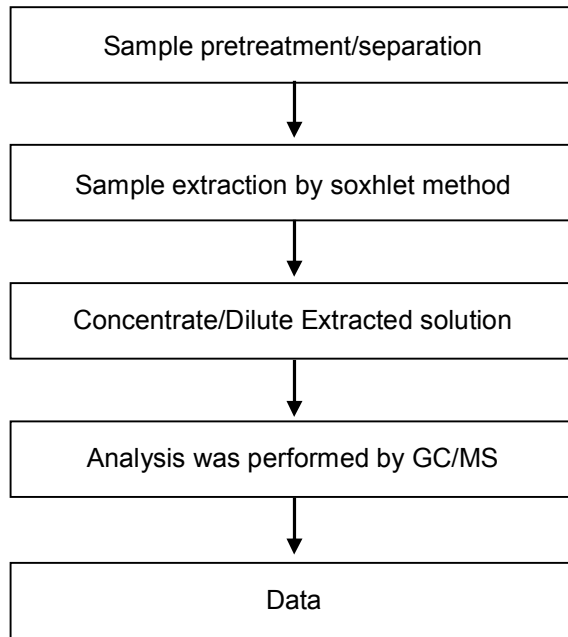 Sample pretreatment/separation
Sample extraction by soxhlet method
Concentrate/Dilute Extracted solution
Analysis was performed by GC/MS
Data